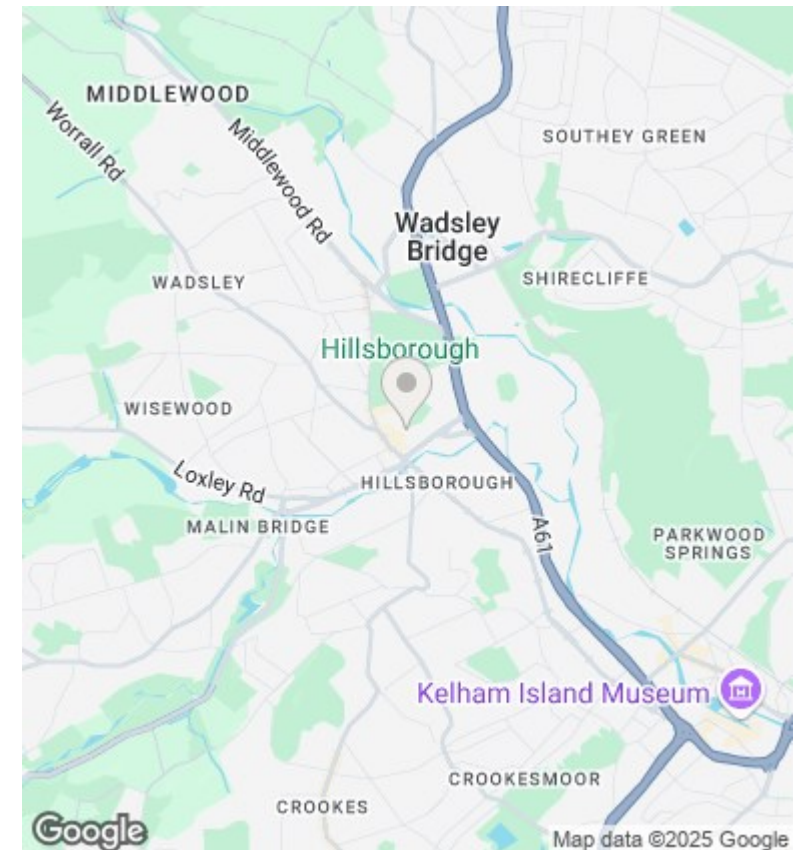 MIDDLEWOOD
Worrall Rd
Middlewood Rd
SOUTHEY GREEN
Wadsley
Bridge
WADSLEY
SHIRECLIFFE
Hillsborough
WISEWOOD
Loxley Rd
HILLSBOROUGH
MALIN BRIDGE
A61
PARKWOOD
SPRINGS
Kelham Island Museum
CROOKESMOOR
CROOKES
Google
Map data ©2025 Google